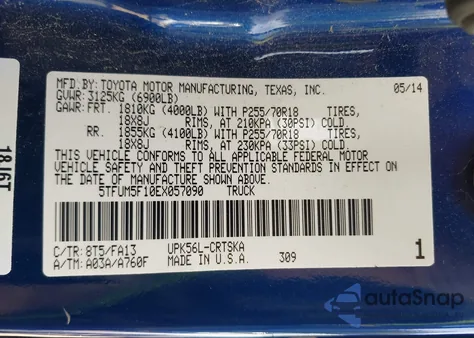 MFD.BY:TOYOTA MOTOR MANUFACTURING, TEXAS, INC. 05/14
GVWR:3125KG (6900LB)
GAWR:FRT. 1810KG (4000LB) WITH P255/70R18 TIRES,
18X8J RIMS, AT 210KPA (30PSI) COLD
RR. 1855KG (4100LB) WITH P255/70R18 TIRES,
18X8J RIMS, AT 230KPA (33PSI) COLD.
THIS VEHICLE CONFORMS TO ALL APPLICABLE FEDERAL MOTOR
VEHICLE SAFETY AND THEFT PREVENTION STANDARDS IN EFFECT ON
THE DATE OF MANUFACTURE SHOWN ABOVE.
5TFUM5F10EX057090 TRUCK
C/TR:8T5/FA13 UPK56L-CRTSKA
A/TM:A03A/A760F MADE IN U.S.A. 309 1
18J6T
autoSnap